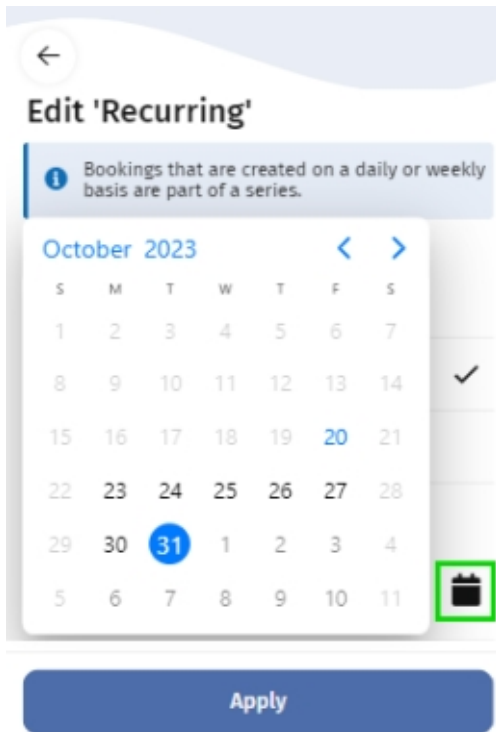 Edit 'Recurring'
Bookings that are created on a daily or weekly
basis are part of a series.
October 2023
S M T W T F S
1 2 3 4 5 6 7
8 9 10 11 12 13 14
15 16 17 18 19 20 21
22 23 24 25 26 27 28
29 30 31 1 2 3 4
5 6 7 8 9 10 11
Apply